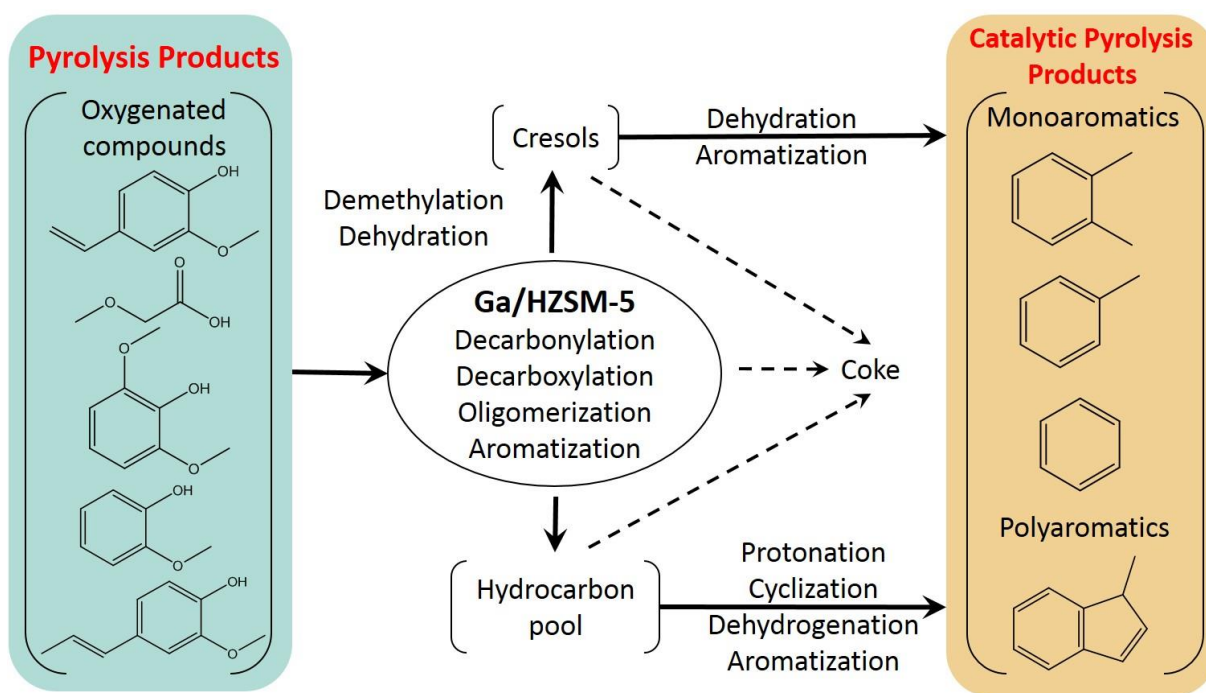 Pyrolysis Products
Oxygenated
compounds
OH
O
O
O
OH
O
OH
O
OH
O
OH
O
Demethylation
Dehydration
Cresols
Dehydration
Aromatization
Ga/HZSM-5
Decarbonylation
Decarboxylation
Oligomerization
Aromatization
Coke
Hydrocarbon
pool
Protonation
Cyclization
Dehydrogenation
Aromatization
Catalytic Pyrolysis
Products
Monoaromatics
Polyaromatics